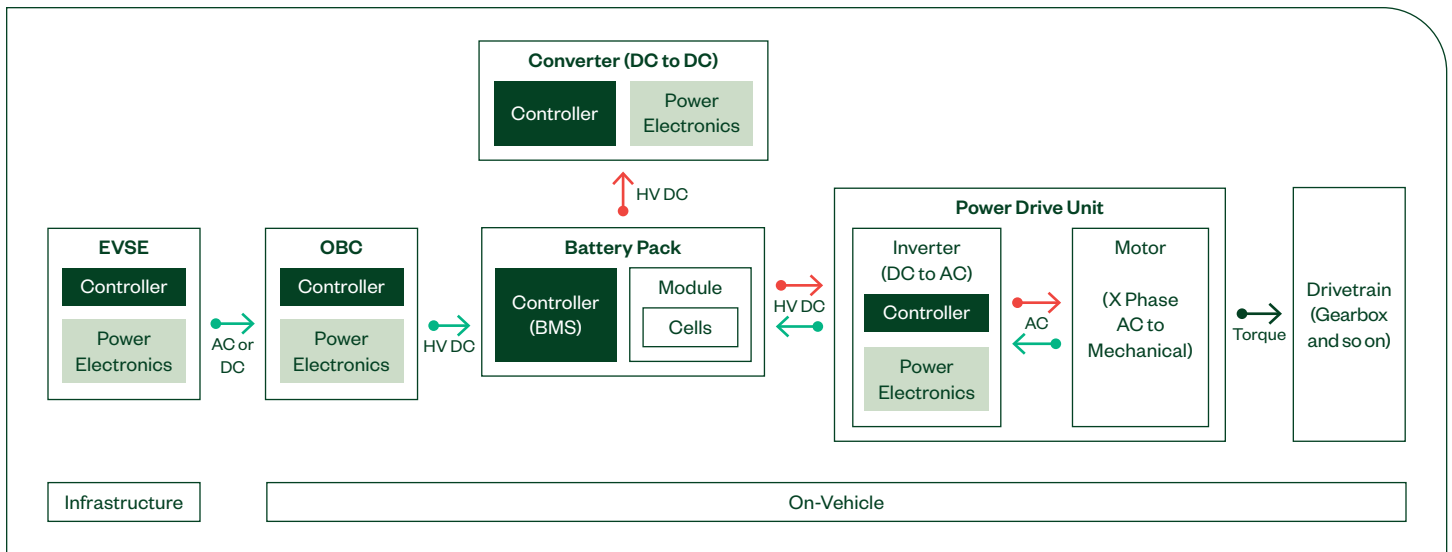 Converter (DC to DC)
Controller
Power
Electronics
HV DC
EVSE
Controller
Power
Electronics
AC or
DC
OBC
Controller
Power
Electronics
HV DC
Battery Pack
Controller
(BMS)
Module
Cells
HV DC
Power Drive Unit
Inverter
(DC to AC)
Controller
Power
Electronics
AC
Motor
(X Phase
AC to
Mechanical)
Torque
Drivetrain
(Gearbox
and so on)
Infrastructure
On-Vehicle